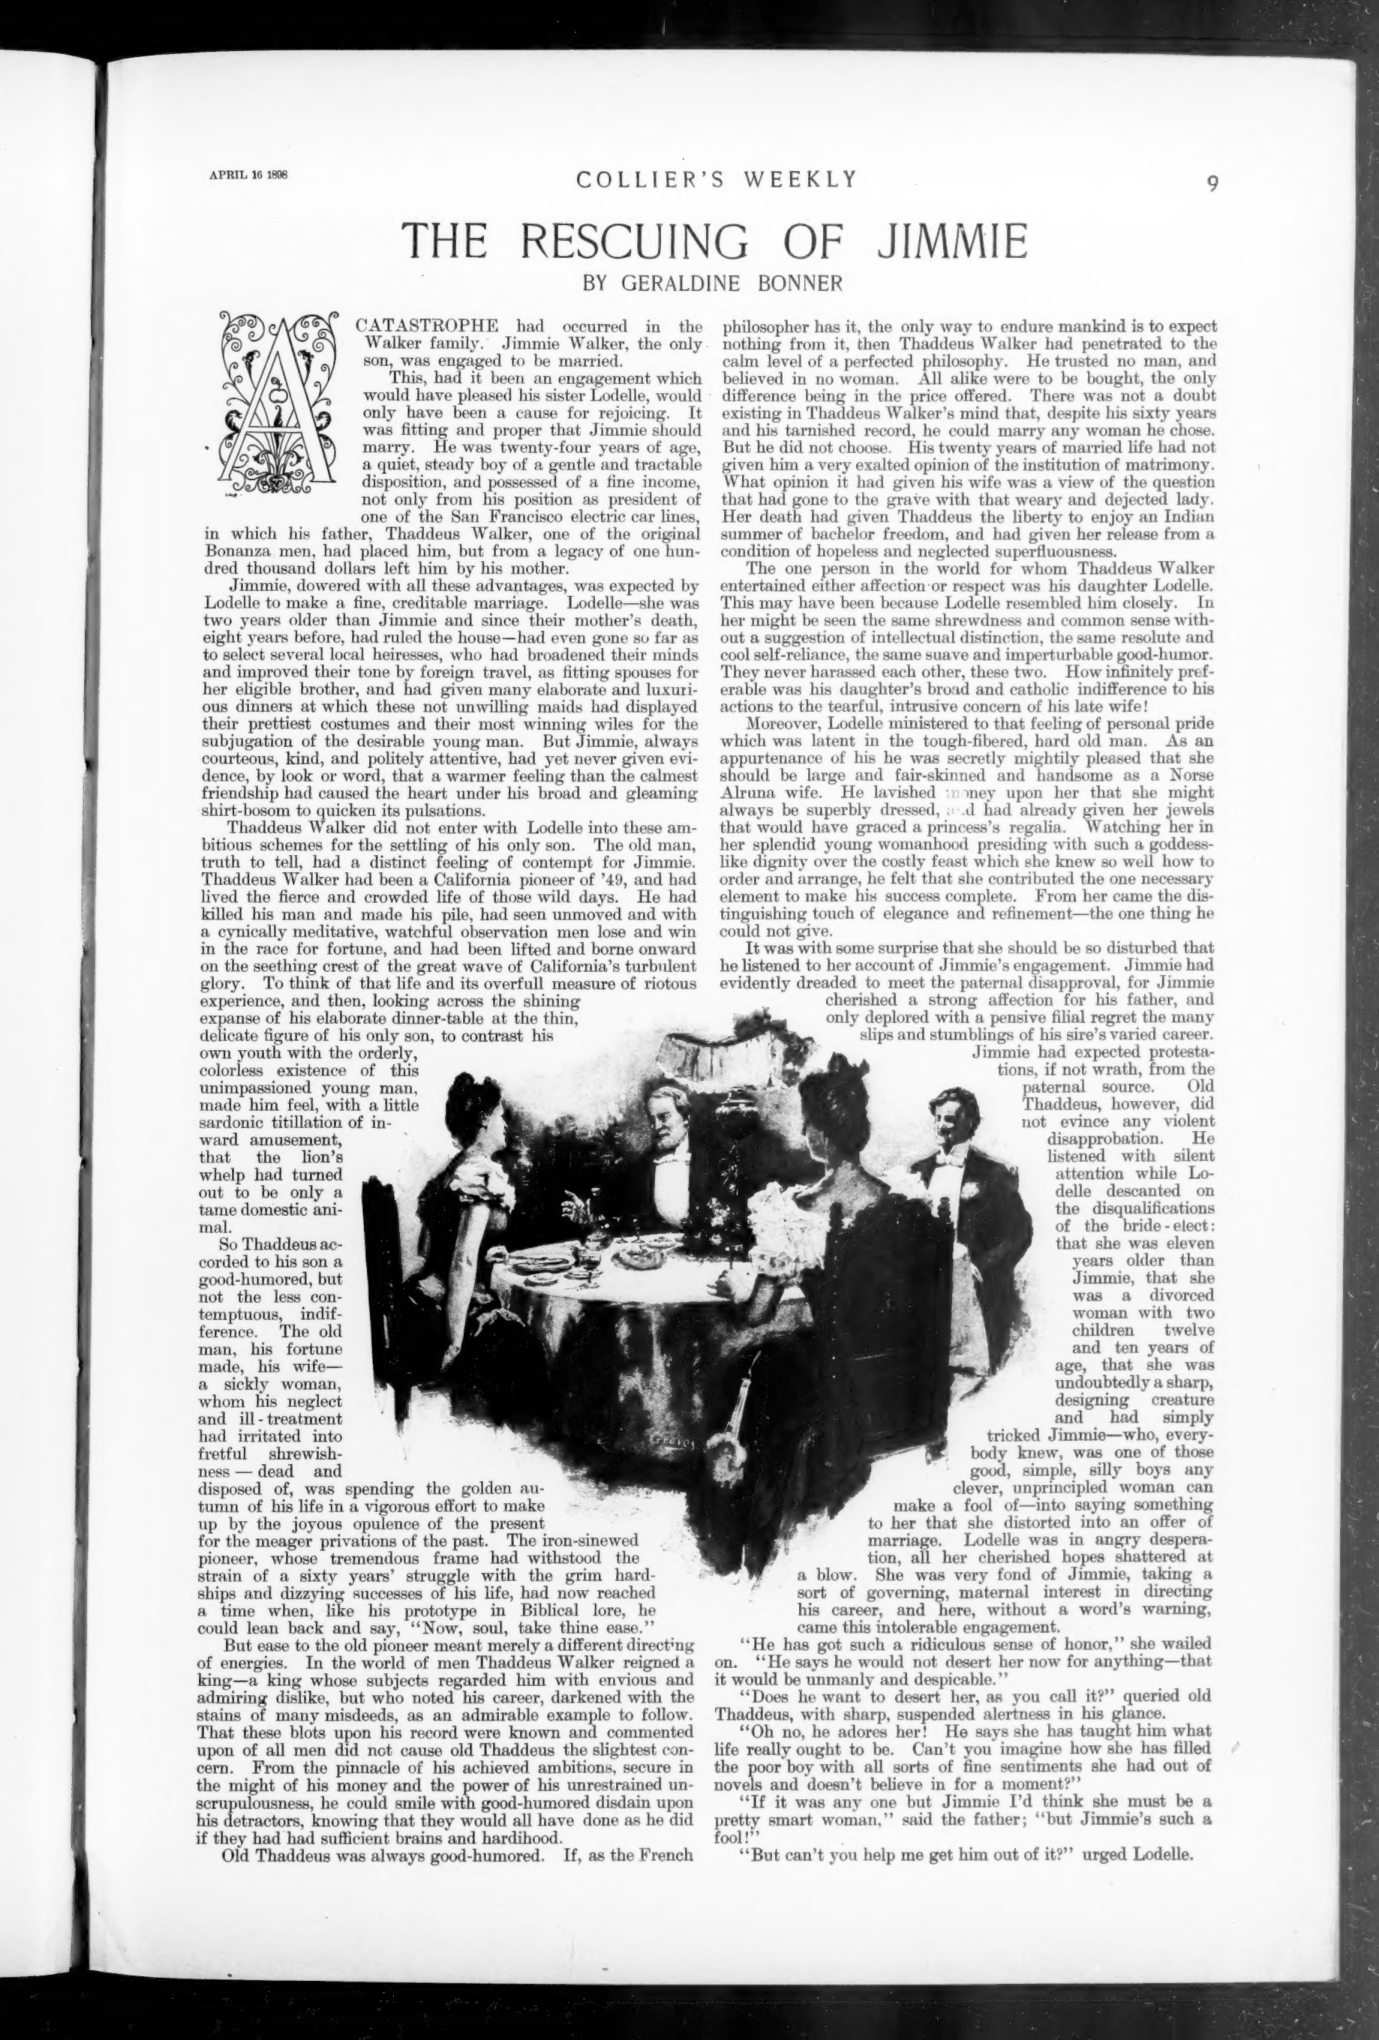 APRIL 16 1898
COLLIER'S WEEKLY
9
THE RESCUING OF JIMMIE
BY GERALDINE BONNER
A CATASTROPHE had occurred in the
Walker family. Jimmie Walker, the only
son, was engaged to be married.
This, had it been an engagement which
would have pleased his sister Lodelle, would
only have been a cause for rejoicing. It
was fitting and proper that Jimmie should
marry. He was twenty-four years of age,
a quiet, steady boy of a gentle and tractable
disposition, and possessed of a fine income,
not only from his position as president of
one of the San Francisco electric car lines,
in which his father, Thaddeus Walker, one of the original
Bonanza men, had placed him, but from a legacy of one hun-
dred thousand dollars left him by his mother.
Jimmie, dowered with all these advantages, was expected by
Lodelle to make a fine, creditable marriage. Lodelle—she was
two years older than Jimmie and since their mother's death,
eight years before, had ruled the house—had even gone so far as
to select several local heiresses, who had broadened their minds
and improved their tone by foreign travel, as fitting spouses for
her eligible brother, and had given many elaborate and luxuri-
ous dinners at which these not unwilling maids had displayed
their prettiest costumes and their most winning wiles for the
subjugation of the desirable young man. But Jimmie, always
courteous, kind, and politely attentive, had yet never given evi-
dence, by look or word, that a warmer feeling than the calmest
friendship had caused the heart under his broad and gleaming
shirt-bosom to quicken its pulsations.
Thaddeus Walker did not enter with Lodelle into these am-
bitious schemes for the settling of his only son. The old man,
truth to tell, had a distinct feeling of contempt for Jimmie.
Thaddeus Walker had been a California pioneer of '49, and had
lived the fierce and crowded life of those wild days. He had
killed his man and made his pile, had seen unmoved and with
a cynically meditative, watchful observation men lose and win
in the race for fortune, and had been lifted and borne onward
on the seething crest of the great wave of California's turbulent
glory. To think of that life and its overfull measure of riotous
experience, and then, looking across the shining
expanse of his elaborate dinner-table at the thin,
delicate figure of his only son, to contrast his
own youth with the orderly,
colorless existence of this
unimpassioned young man,
made him feel, with a little
sardonic titillation of in-
ward amusement,
that the lion's
whelp had turned
out to be only a
tame domestic ani-
mal.
So Thaddeus ac-
corded to his son a
good-humored, but
not the less con-
temptuous, indif-
ference. The old
man, his fortune
made, his wife—
a sickly woman,
whom his neglect
and ill-treatment
had irritated into
fretful shrewish-
ness—dead and
disposed of, was spending the golden au-
tumn of his life in a vigorous effort to make
up by the joyous opulence of the present
for the meager privations of the past. The iron-sinewed
pioneer, whose tremendous frame had withstood the
strain of a sixty years' struggle with the grim hard-
ships and dizzying successes of his life, had now reached
a time when, like his prototype in Biblical lore, he
could lean back and say, "Now, soul, take thine ease."
But ease to the old pioneer meant merely a different directing
of energies. In the world of men Thaddeus Walker reigned a
king—a king whose subjects regarded him with envious and
admiring dislike, but who noted his career, darkened with the
stains of many misdeeds, as an admirable example to follow.
That these blots upon his record were known and commented
upon of all men did not cause old Thaddeus the slightest con-
cern. From the pinnacle of his achieved ambitions, secure in
the might of his money and the power of his unrestrained un-
scrupulousness, he could smile with good-humored disdain upon
his detractors, knowing that they would all have done as he did
if they had had sufficient brains and hardihood.
Old Thaddeus was always good-humored. If, as the French
philosopher has it, the only way to endure mankind is to expect
nothing from it, then Thaddeus Walker had penetrated to the
calm level of a perfected philosophy. He trusted no man, and
believed in no woman. All alike were to be bought, the only
difference being in the price offered. There was not a doubt
existing in Thaddeus Walker's mind that, despite his sixty years
and his tarnished record, he could marry any woman he chose.
But he did not choose. His twenty years of married life had not
given him a very exalted opinion of the institution of matrimony.
What opinion it had given his wife was a view of the question
that had gone to the grave with that weary and dejected lady.
Her death had given Thaddeus the liberty to enjoy an Indian
summer of bachelor freedom, and had given her release from a
condition of hopeless and neglected superfluousness.
The one person in the world for whom Thaddeus Walker
entertained either affection or respect was his daughter Lodelle.
This may have been because Lodelle resembled him closely. In
her might be seen the same shrewdness and common sense with-
out a suggestion of intellectual distinction, the same resolute and
cool self-reliance, the same suave and imperturbable good-humor.
They never harassed each other, these two. How infinitely pref-
erable was his daughter's broad and catholic indifference to his
actions to the tearful, intrusive concern of his late wife!
Moreover, Lodelle ministered to that feeling of personal pride
which was latent in the tough-fibered, hard old man. As an
appurtenance of his he was secretly mightily pleased that she
should be large and fair-skinned and handsome as a Norse
Alruna wife. He lavished money upon her that she might
always be superbly dressed, and had already given her jewels
that would have graced a princess's regalia. Watching her in
her splendid young womanhood presiding with such a goddess-
like dignity over the costly feast which she knew so well how to
order and arrange, he felt that she contributed the one necessary
element to make his success complete. From her came the dis-
tinguishing touch of elegance and refinement—the one thing he
could not give.
It was with some surprise that she should be so disturbed that
he listened to her account of Jimmie's engagement. Jimmie had
evidently dreaded to meet the paternal disapproval, for Jimmie
cherished a strong affection for his father, and
only deplored with a pensive filial regret the many
slips and stumblings of his sire's varied career.
Jimmie had expected protesta-
tions, if not wrath, from the
paternal source. Old
Thaddeus, however, did
not evince any violent
disapprobation. He
listened with silent
attention while Lo-
delle descanted on
the disqualifications
of the bride-elect:
that she was eleven
years older than
Jimmie, that she
was a divorced
woman with two
children twelve
and ten years of
age, that she was
undoubtedly a sharp,
designing creature
and had simply
tricked Jimmie—who, every-
body knew, was one of those
good, simple, silly boys any
clever, unprincipled woman can
make a fool of—into saying something
to her that she distorted into an offer of
marriage. Lodelle was in angry despera-
tion, all her cherished hopes shattered at
a blow. She was very fond of Jimmie, taking a
sort of governing, maternal interest in directing
his career, and here, without a word's warning,
came this intolerable engagement.
"He has got such a ridiculous sense of honor," she wailed
on. "He says he would not desert her now for anything—that
it would be unmanly and despicable."
"Does he want to desert her, as you call it?" queried old
Thaddeus, with sharp, suspended alertness in his glance.
"Oh no, he adores her! He says she has taught him what
life really ought to be. Can't you imagine how she has filled
the poor boy with all sorts of fine sentiments she had out of
novels and doesn't believe in for a moment?"
"If it was any one but Jimmie I'd think she must be a
pretty smart woman," said the father; "but Jimmie's such a
fool!"
"But can't you help me get him out of it?" urged Lodelle.